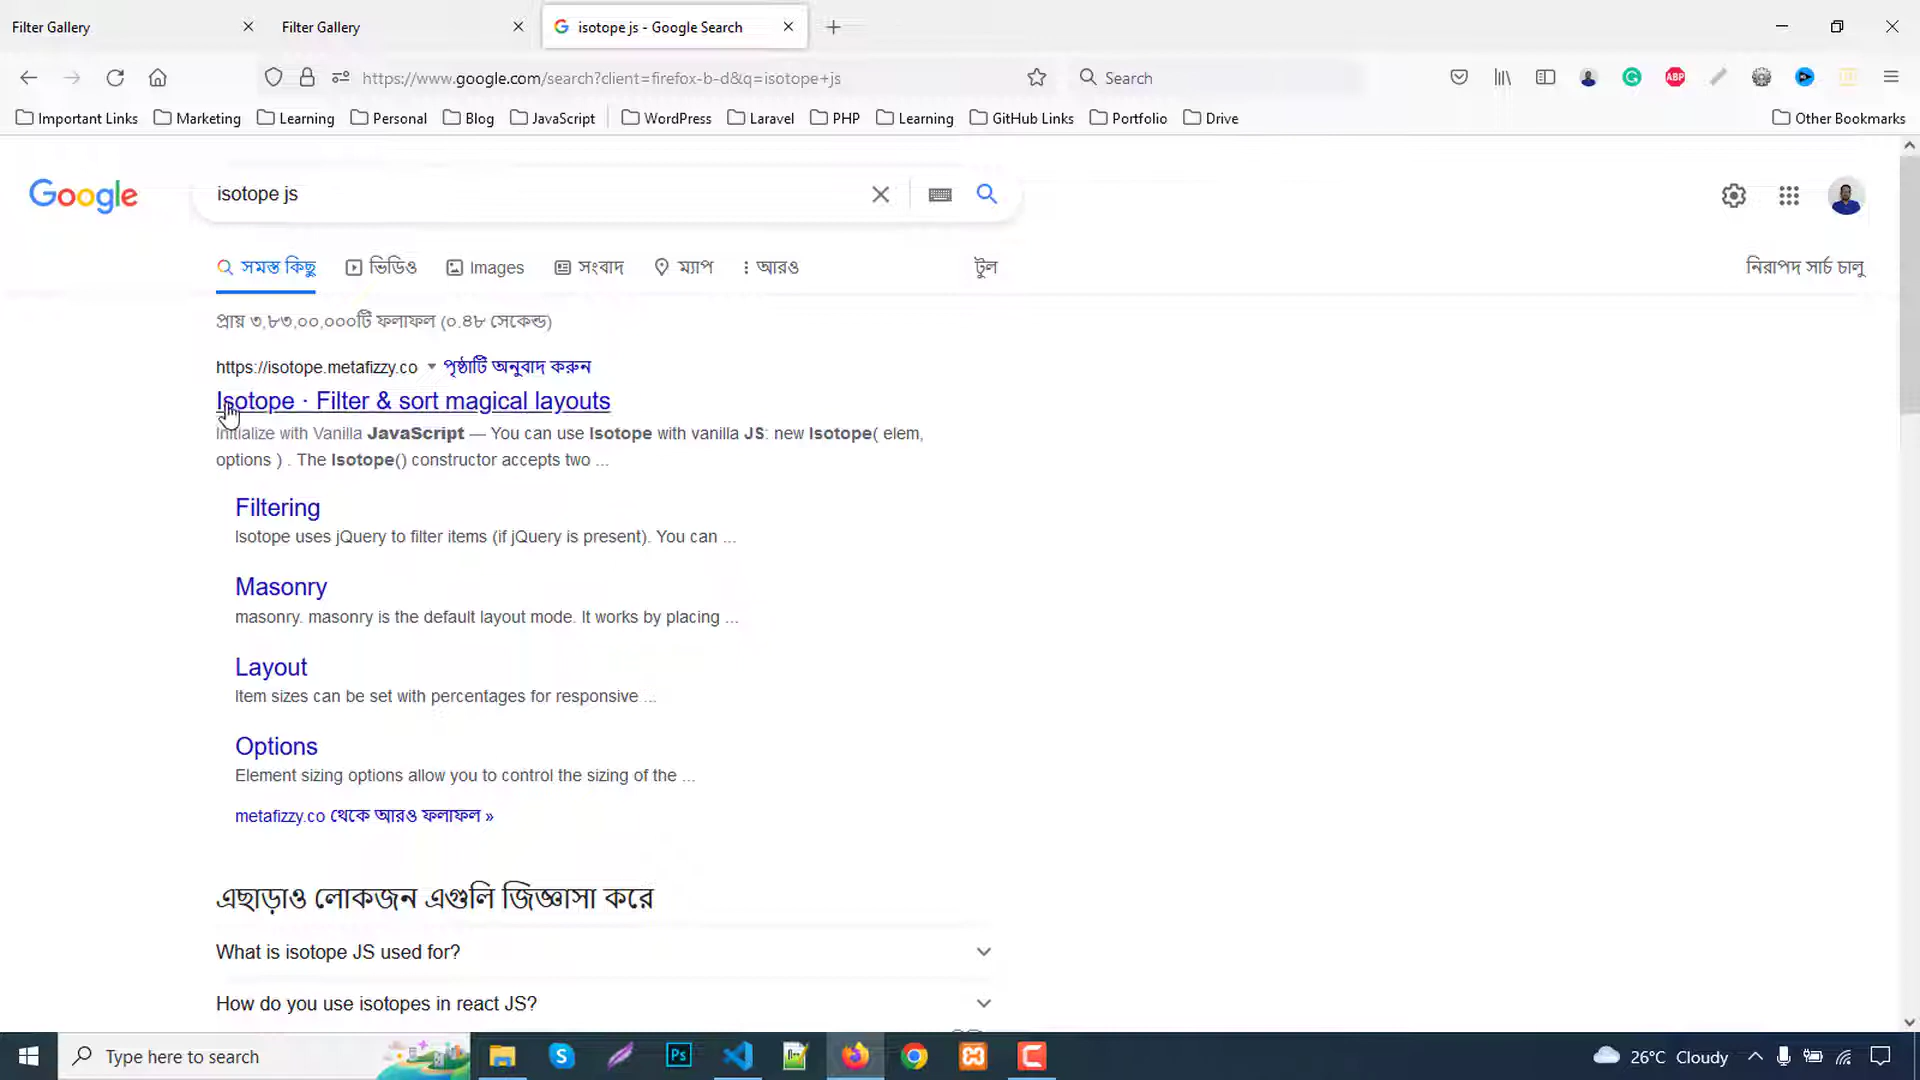 Filter Gallery
Filter Gallery
isotope js - Google Search
https://www.google.com/search?client=firefox-b-d&q=isotope+js
Search
ABP
Important Links
Marketing
Learning
Personal
Blog
JavaScript
WordPress
Laravel
PHP
Learning
GitHub Links
Portfolio
Drive
Other Bookmarks
Google
isotope js
সমস্ত কিছু
ভিডিও
Images
সংবাদ
ম্যাপ
আরও
টুল
নিরাপদ সার্চ চালু
প্রায় ৩,৮৩,০০,০০০টি ফলাফল (০.৪৮ সেকেন্ড)
https://isotope.metafizzy.co
পৃষ্ঠাটি অনুবাদ করুন
Isotope · Filter & sort magical layouts
Initialize with Vanilla JavaScript — You can use Isotope with vanilla JS: new Isotope( elem,
options ) . The Isotope() constructor accepts two ...
Filtering
Isotope uses jQuery to filter items (if jQuery is present). You can ...
Masonry
masonry. masonry is the default layout mode. It works by placing ...
Layout
Item sizes can be set with percentages for responsive ...
Options
Element sizing options allow you to control the sizing of the ...
metafizzy.co থেকে আরও ফলাফল »
এছাড়াও লোকজন এগুলি জিজ্ঞাসা করে
What is isotope JS used for?
How do you use isotopes in react JS?
Type here to search
Ps
26°C Cloudy